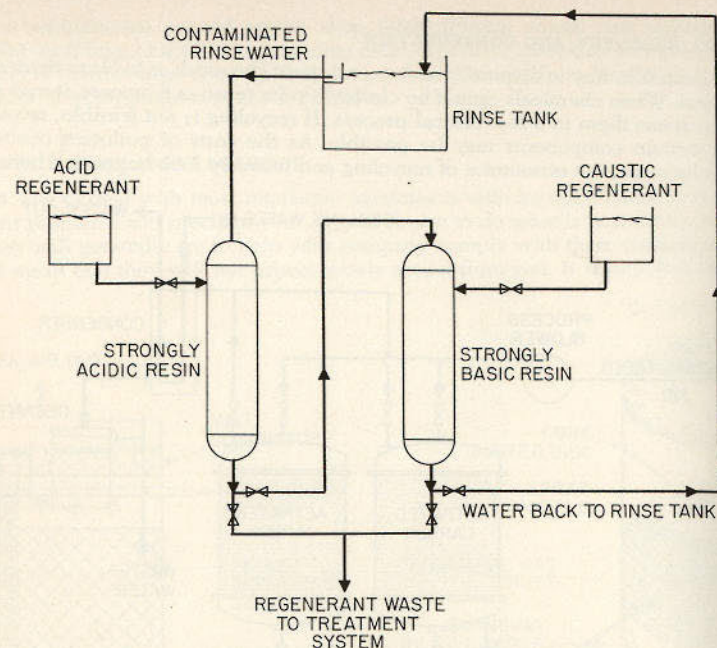 CONTAMINATED
RINSEWATER
RINSE TANK
ACID
REGENERANT
CAUSTIC
REGENERANT
STRONGLY
ACIDIC RESIN
STRONGLY
BASIC RESIN
WATER BACK TO RINSE TANK
REGENERANT WASTE
TO TREATMENT
SYSTEM